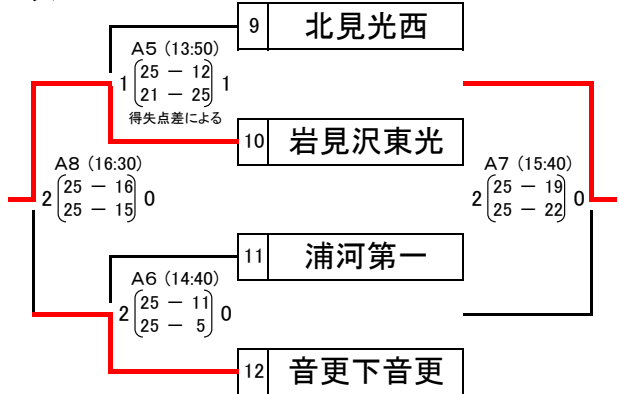 9 北見光西
A5 (13:50)
1 25 － 12 1
21 － 25
得失点差による
10 岩見沢東光
A8 (16:30)
2 25 － 16 0
25 － 15
A7 (15:40)
2 25 － 19 0
25 － 22
11 浦河第一
A6 (14:40)
2 25 － 11 0
25 － 5
12 音更下音更